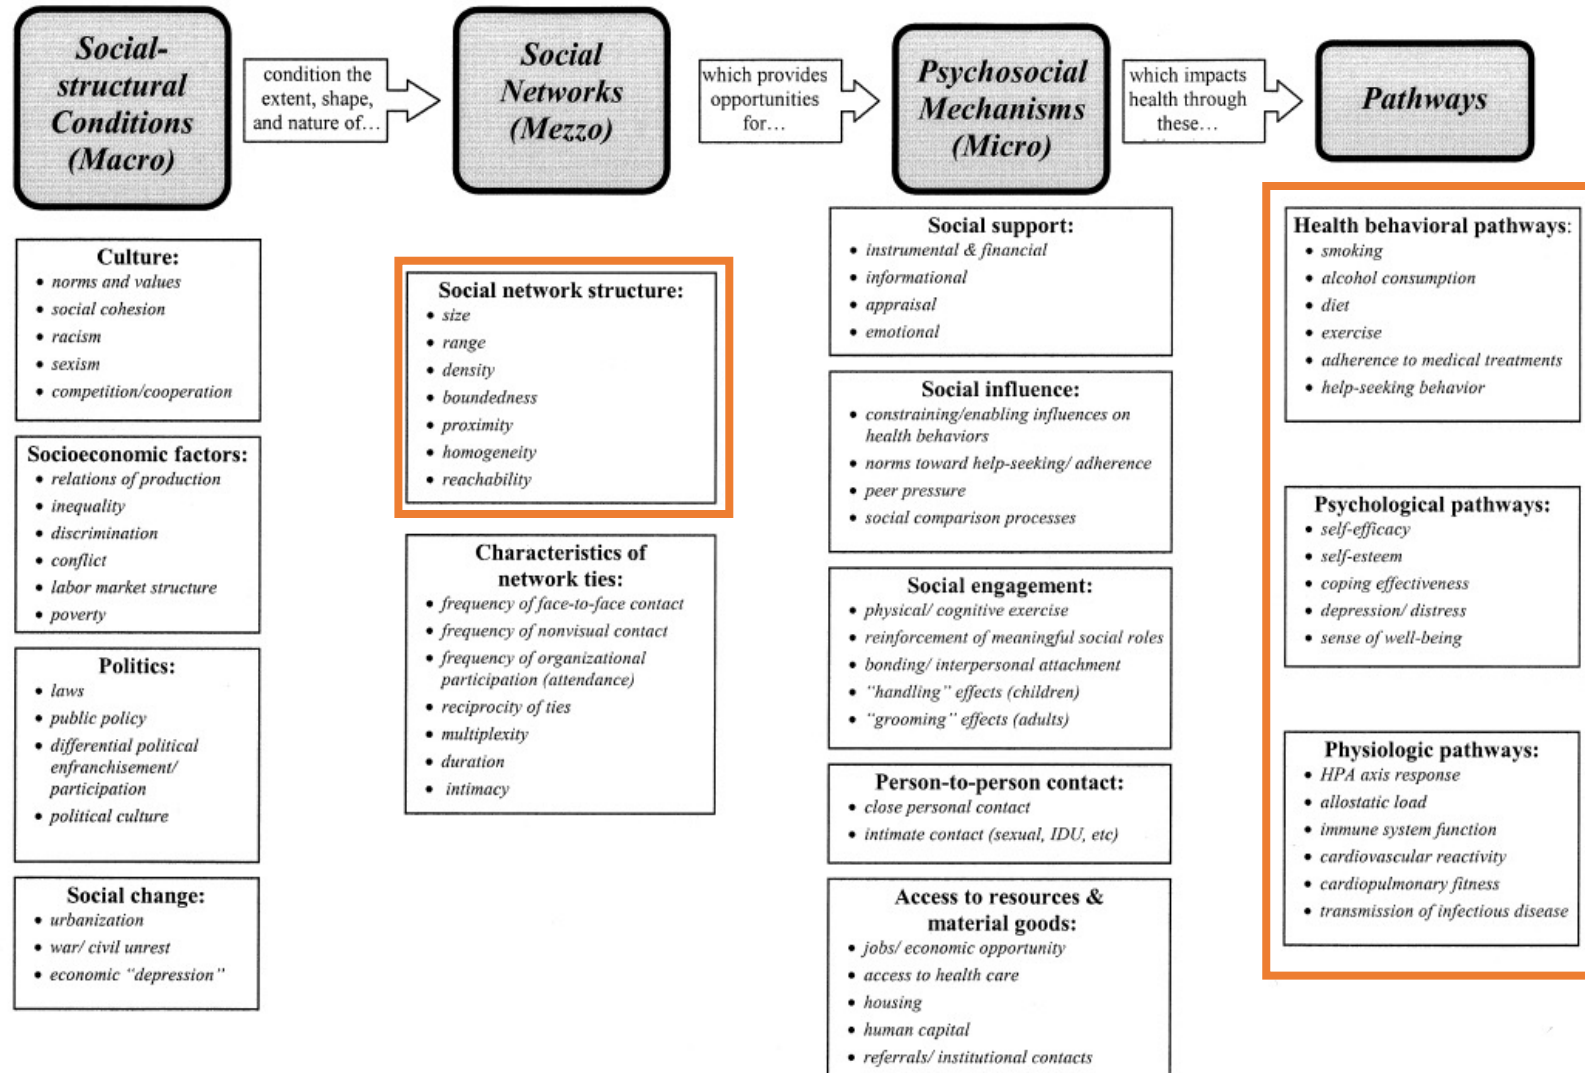 Social-
structural
Conditions
(Macro)
condition the
extent, shape,
and nature of…
Social
Networks
(Mezzo)
which provides
opportunities
for…
Psychosocial
Mechanisms
(Micro)
which impacts
health through
these…
Pathways
Culture:
• norms and values
• social cohesion
• racism
• sexism
• competition/cooperation
Socioeconomic factors:
• relations of production
• inequality
• discrimination
• conflict
• labor market structure
• poverty
Politics:
• laws
• public policy
• differential political
enfranchisement/
participation
• political culture
Social change:
• urbanization
• war/ civil unrest
• economic “depression”
Social network structure:
• size
• range
• density
• boundedness
• proximity
• homogeneity
• reachability
Characteristics of
network ties:
• frequency of face-to-face contact
• frequency of nonvisual contact
• frequency of organizational
participation (attendance)
• reciprocity of ties
• multiplexity
• duration
• intimacy
Social support:
• instrumental & financial
• informational
• appraisal
• emotional
Social influence:
• constraining/enabling influences on
health behaviors
• norms toward help-seeking/ adherence
• peer pressure
• social comparison processes
Social engagement:
• physical/ cognitive exercise
• reinforcement of meaningful social roles
• bonding/ interpersonal attachment
• “handling” effects (children)
• “grooming” effects (adults)
Person-to-person contact:
• close personal contact
• intimate contact (sexual, IDU, etc)
Access to resources &
material goods:
• jobs/ economic opportunity
• access to health care
• housing
• human capital
• referrals/ institutional contacts
Health behavioral pathways:
• smoking
• alcohol consumption
• diet
• exercise
• adherence to medical treatments
• help-seeking behavior
Psychological pathways:
• self-efficacy
• self-esteem
• coping effectiveness
• depression/ distress
• sense of well-being
Physiologic pathways:
• HPA axis response
• allostatic load
• immune system function
• cardiovascular reactivity
• cardiopulmonary fitness
• transmission of infectious disease